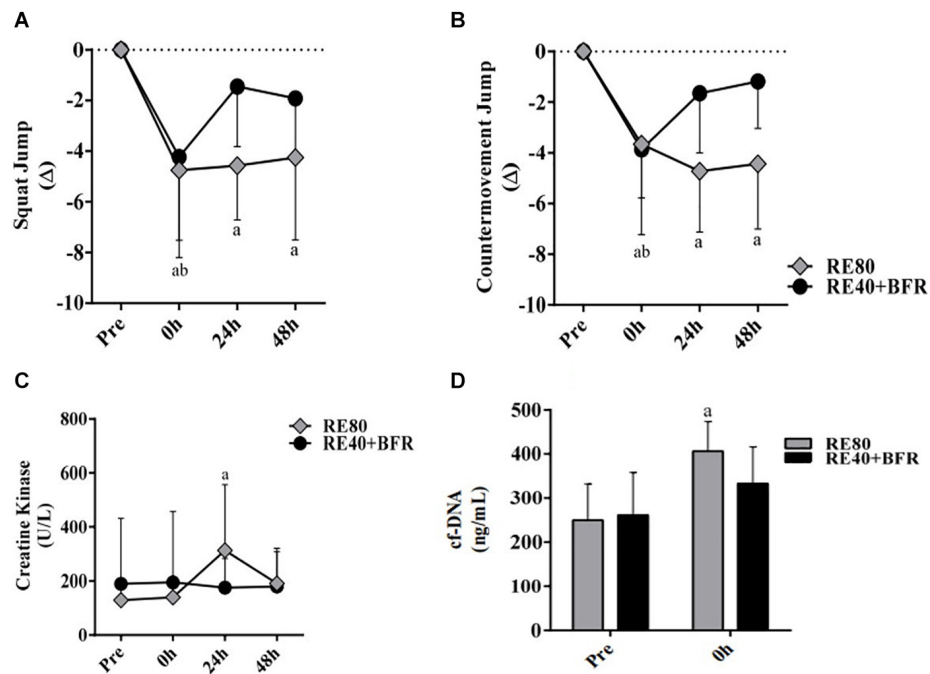 A
Squat Jump
(Δ)
0
-2
-4
-6
-8
-10
ab
a
a
Pre
0h
24h
48h
B
Countermovement Jump
(Δ)
0
-2
-4
-6
-8
-10
ab
a
a
Pre
0h
24h
48h
RE80
RE40+BFR
C
Creatine Kinase
(U/L)
800
600
400
200
0
a
Pre
0h
24h
48h
RE80
RE40+BFR
D
cf-DNA
(ng/mL)
500
400
300
200
100
0
a
Pre
0h
RE80
RE40+BFR